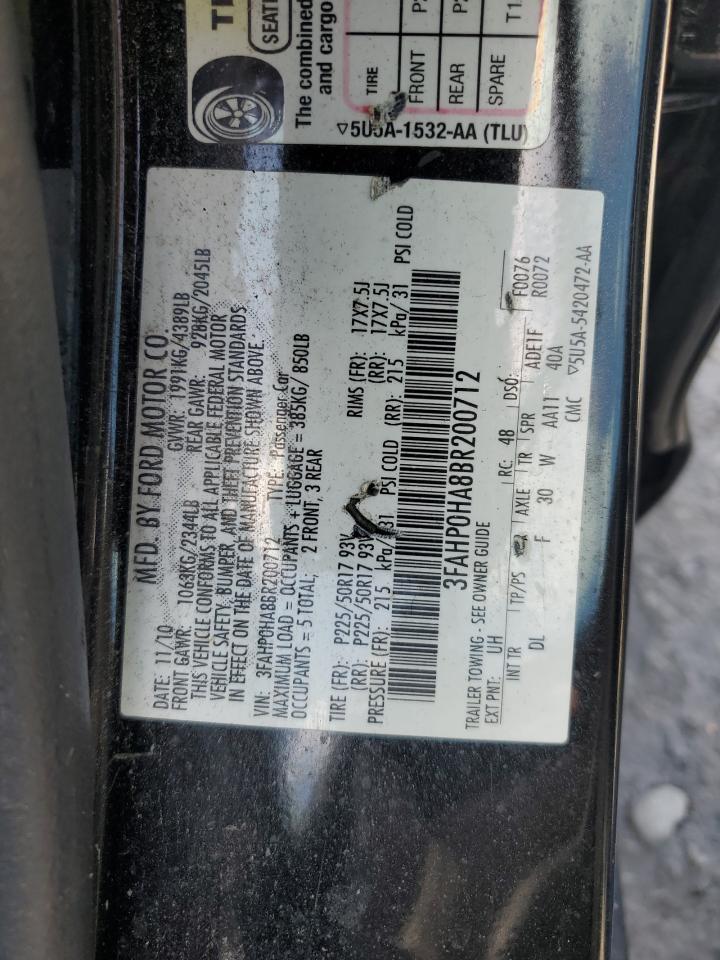 SEATI
The combined
and cargo
TIRE
FRONT
REAR
SPARE T1
▽5U5A-1532-AA (TLU)
MFD. BY FORD MOTOR CO.
DATE: 11/10 GVWR: 1991KG/4389LB
FRONT GAWR: 1063KG/2344LB REAR GAWR: 928KG/2045LB
THIS VEHICLE CONFORMS TO ALL APPLICABLE FEDERAL MOTOR
VEHICLE SAFETY, BUMPER, AND THEFT PREVENTION STANDARDS
IN EFFECT ON THE DATE OF MANUFACTURE SHOWN ABOVE.
VIN: 3FAHP0HA8BR200712 TYPE: Passenger Car
MAXIMUM LOAD = OCCUPANTS + LUGGAGE = 385KG/ 850LB
OCCUPANTS = 5 TOTAL; 2 FRONT, 3 REAR
TIRE (FR): P225/50R17 93V RIMS (FR): 17X7.5J
(RR): P225/50R17 93V (RR): 17X7.5J
PRESSURE (FR): 215 kPa/31 PSI COLD (RR): 215 kPa/ 31 PSI COLD
3FAHP0HA8BR200712
TRAILER TOWING - SEE OWNER GUIDE
EXT PNT: UH RC: 48 DSO: F0076
R0072
INT TR TP/PS AXLE TR SPR ADE1F
DL F 30 W AA11 40A
CMC ▽5U5A-5420472-AA